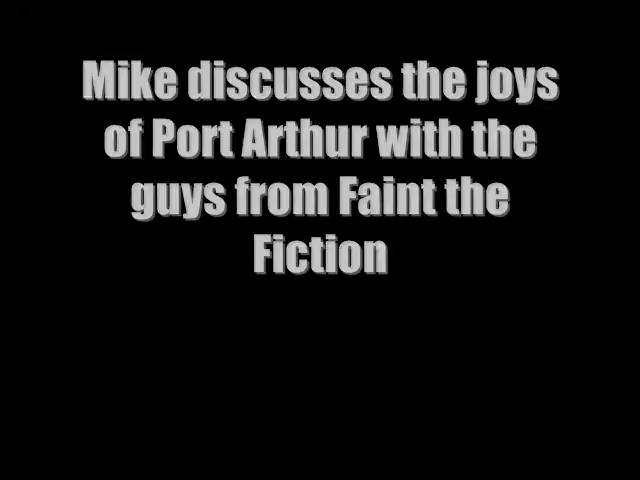 Mike discusses the joys
of Port Arthur with the
guys from Faint the
Fiction